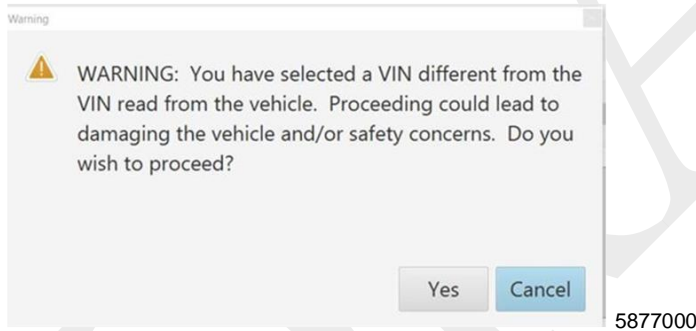 Warning
WARNING: You have selected a VIN different from the
VIN read from the vehicle. Proceeding could lead to
damaging the vehicle and/or safety concerns. Do you
wish to proceed?
Yes Cancel
5877000